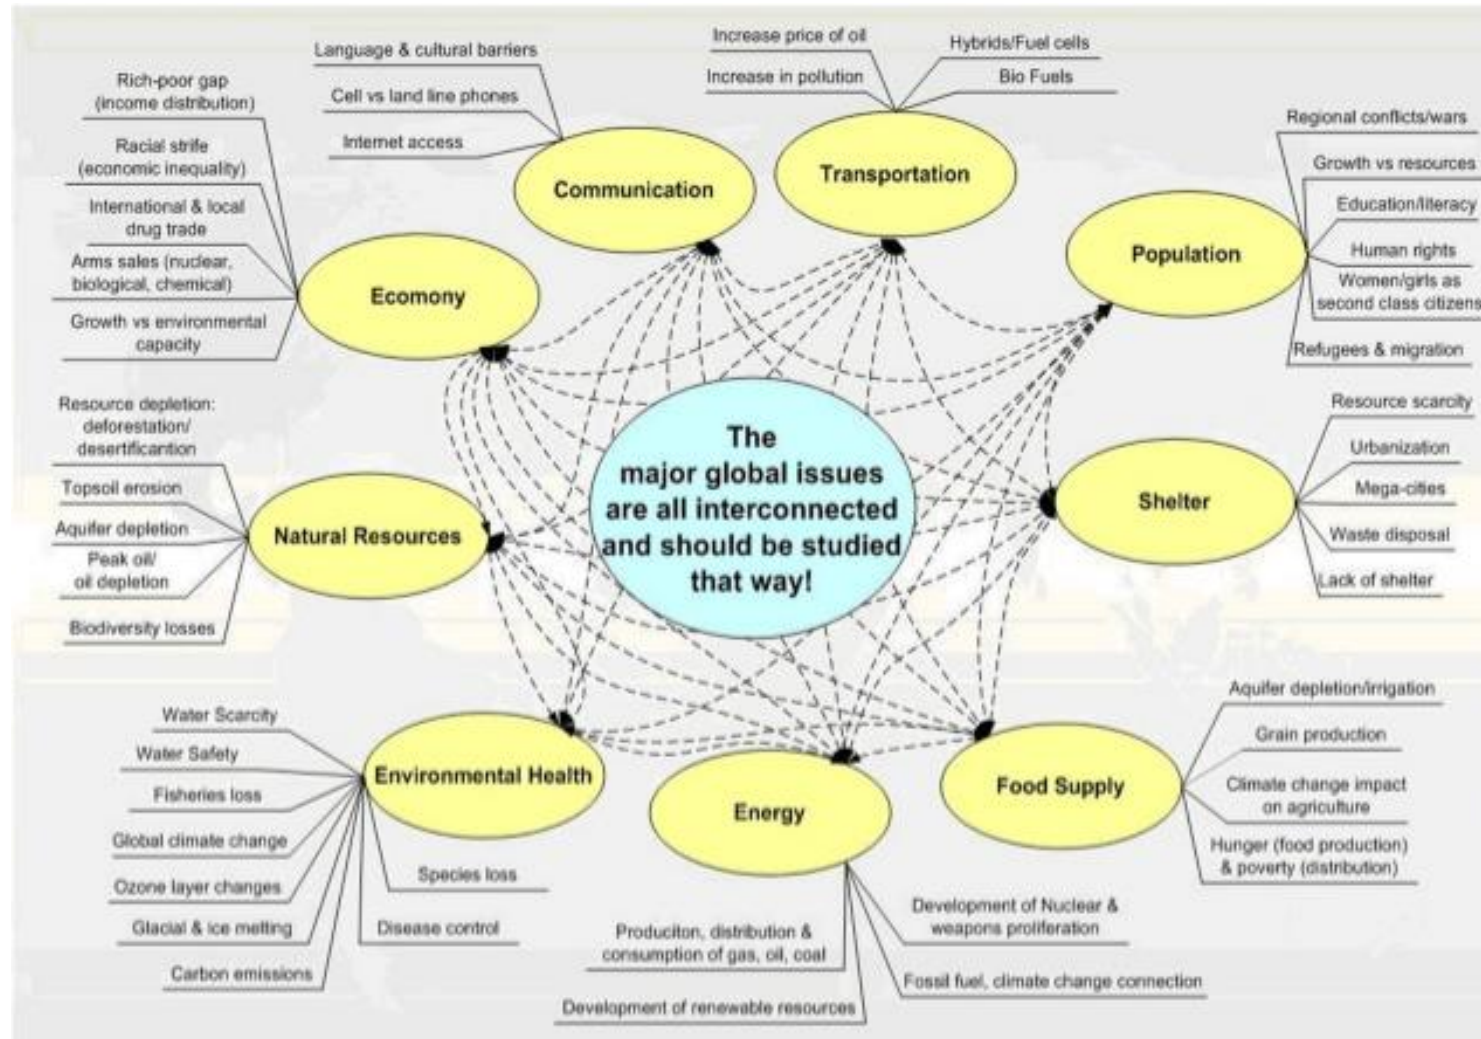 Language & cultural barriers
Cell vs land line phones
Internet access
Communication
Increase price of oil
Increase in pollution
Hybrids/Fuel cells
Bio Fuels
Transportation
Rich-poor gap
(income distribution)
Racial strife
(economic inequality)
International & local
drug trade
Arms sales (nuclear,
biological, chemical)
Growth vs environmental
capacity
Ecomony
Regional conflicts/wars
Growth vs resources
Education/literacy
Human rights
Women/girls as
second class citizens
Refugees & migration
Population
The
major global issues
are all interconnected
and should be studied
that way!
Resource depletion:
deforestation/
desertificantion
Topsoil erosion
Aquifer depletion
Peak oil/
oil depletion
Biodiversity losses
Natural Resources
Resource scarcity
Urbanization
Mega-cities
Waste disposal
Lack of shelter
Shelter
Water Scarcity
Water Safety
Fisheries loss
Global climate change
Ozone layer changes
Glacial & ice melting
Carbon emissions
Species loss
Disease control
Environmental Health
Energy
Produciton, distribution &
consumption of gas, oil, coal
Development of renewable resources
Development of Nuclear &
weapons proliferation
Fossil fuel, climate change connection
Food Supply
Aquifer depletion/irrigation
Grain production
Climate change impact
on agriculture
Hunger (food production)
& poverty (distribution)